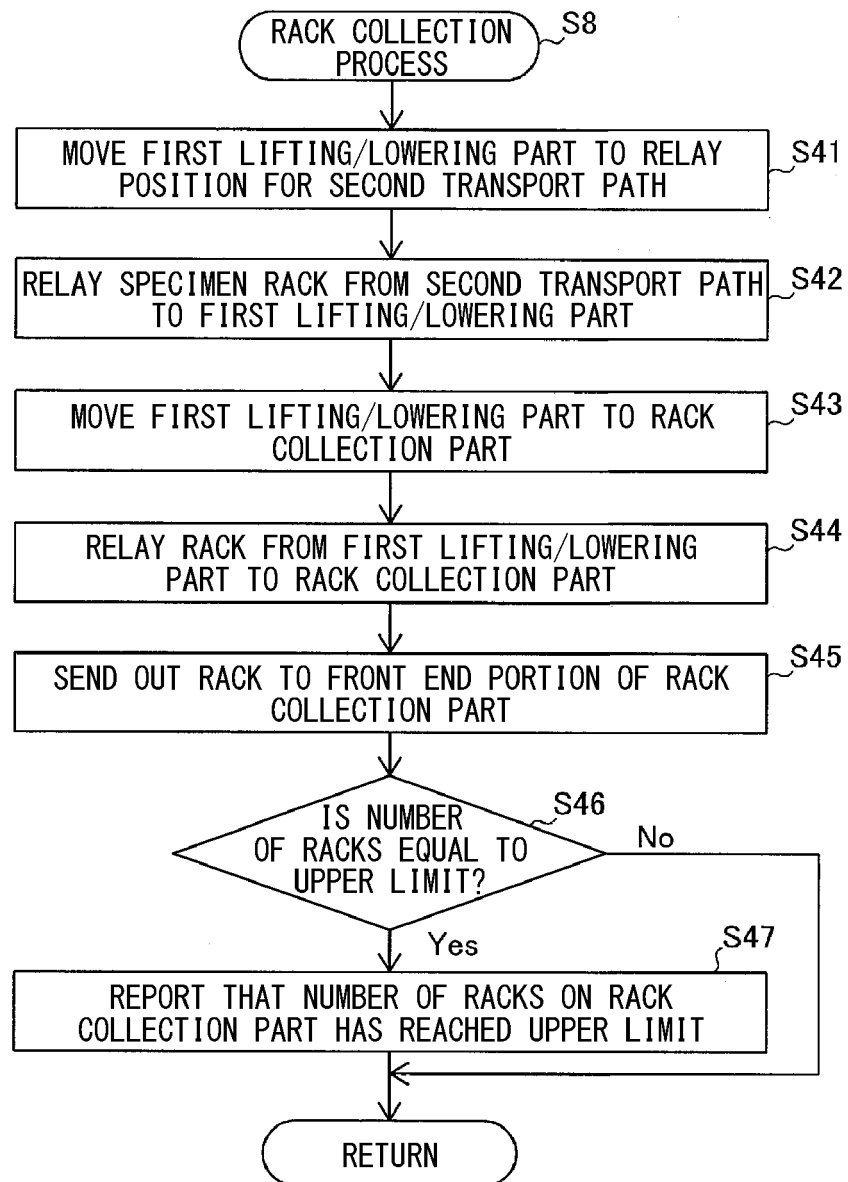 RACK COLLECTION
PROCESS
S8
MOVE FIRST LIFTING/LOWERING PART TO RELAY
POSITION FOR SECOND TRANSPORT PATH
S41
RELAY SPECIMEN RACK FROM SECOND TRANSPORT PATH
TO FIRST LIFTING/LOWERING PART
S42
MOVE FIRST LIFTING/LOWERING PART TO RACK
COLLECTION PART
S43
RELAY RACK FROM FIRST LIFTING/LOWERING
PART TO RACK COLLECTION PART
S44
SEND OUT RACK TO FRONT END PORTION OF RACK
COLLECTION PART
S45
IS NUMBER
OF RACKS EQUAL TO
UPPER LIMIT?
S46
No
Yes
S47
REPORT THAT NUMBER OF RACKS ON RACK
COLLECTION PART HAS REACHED UPPER LIMIT
RETURN